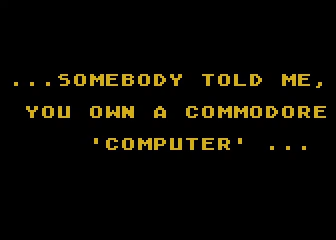 ...SOMEBODY TOLD ME,
YOU OWN A COMMODORE
'COMPUTER' ...